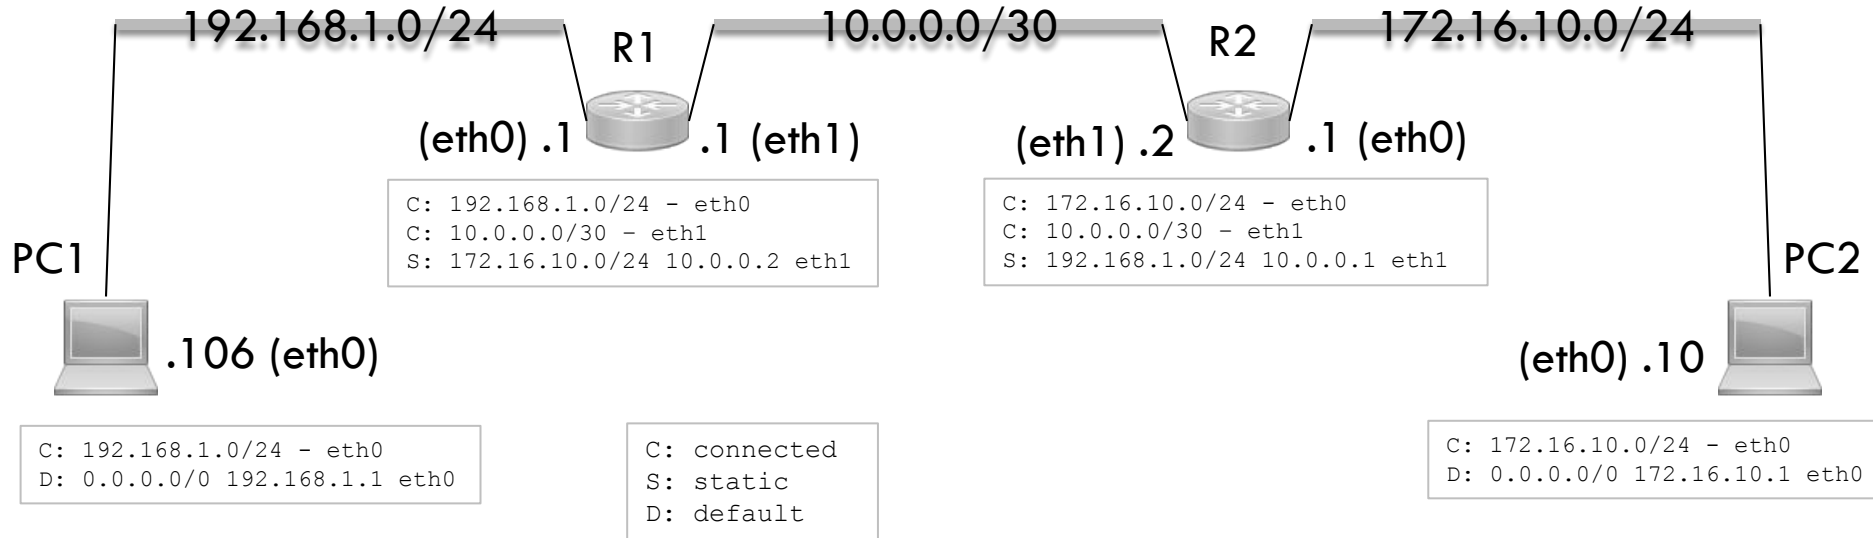 192.168.1.0/24
10.0.0.0/30
172.16.10.0/24
R1
R2
(eth0) .1
.1 (eth1)
(eth1) .2
.1 (eth0)
C: 192.168.1.0/24 - eth0
C: 10.0.0.0/30 – eth1
S: 172.16.10.0/24 10.0.0.2 eth1
C: 172.16.10.0/24 - eth0
C: 10.0.0.0/30 – eth1
S: 192.168.1.0/24 10.0.0.1 eth1
PC1
PC2
.106 (eth0)
(eth0) .10
C: 192.168.1.0/24 - eth0
D: 0.0.0.0/0 192.168.1.1 eth0
C: connected
S: static
D: default
C: 172.16.10.0/24 - eth0
D: 0.0.0.0/0 172.16.10.1 eth0